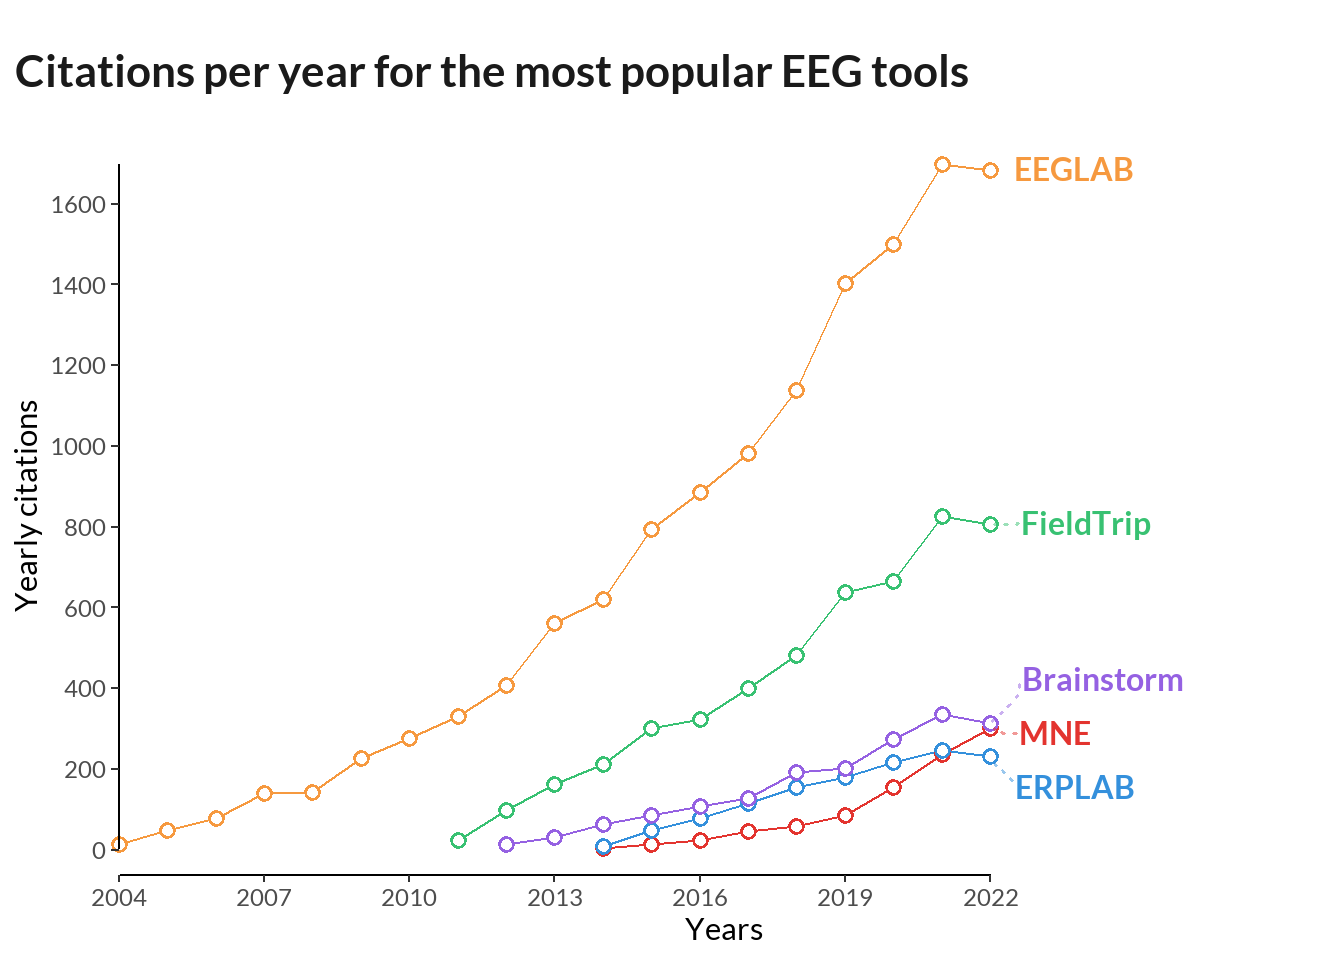 Citations per year for the most popular EEG tools
EEGLAB
1600
1400
1200
1000
Yearly citations
800
FieldTrip
600
400
Brainstorm
MNE
200
ERPLAB
0
2004 2007 2010 2013 2016 2019 2022
Years